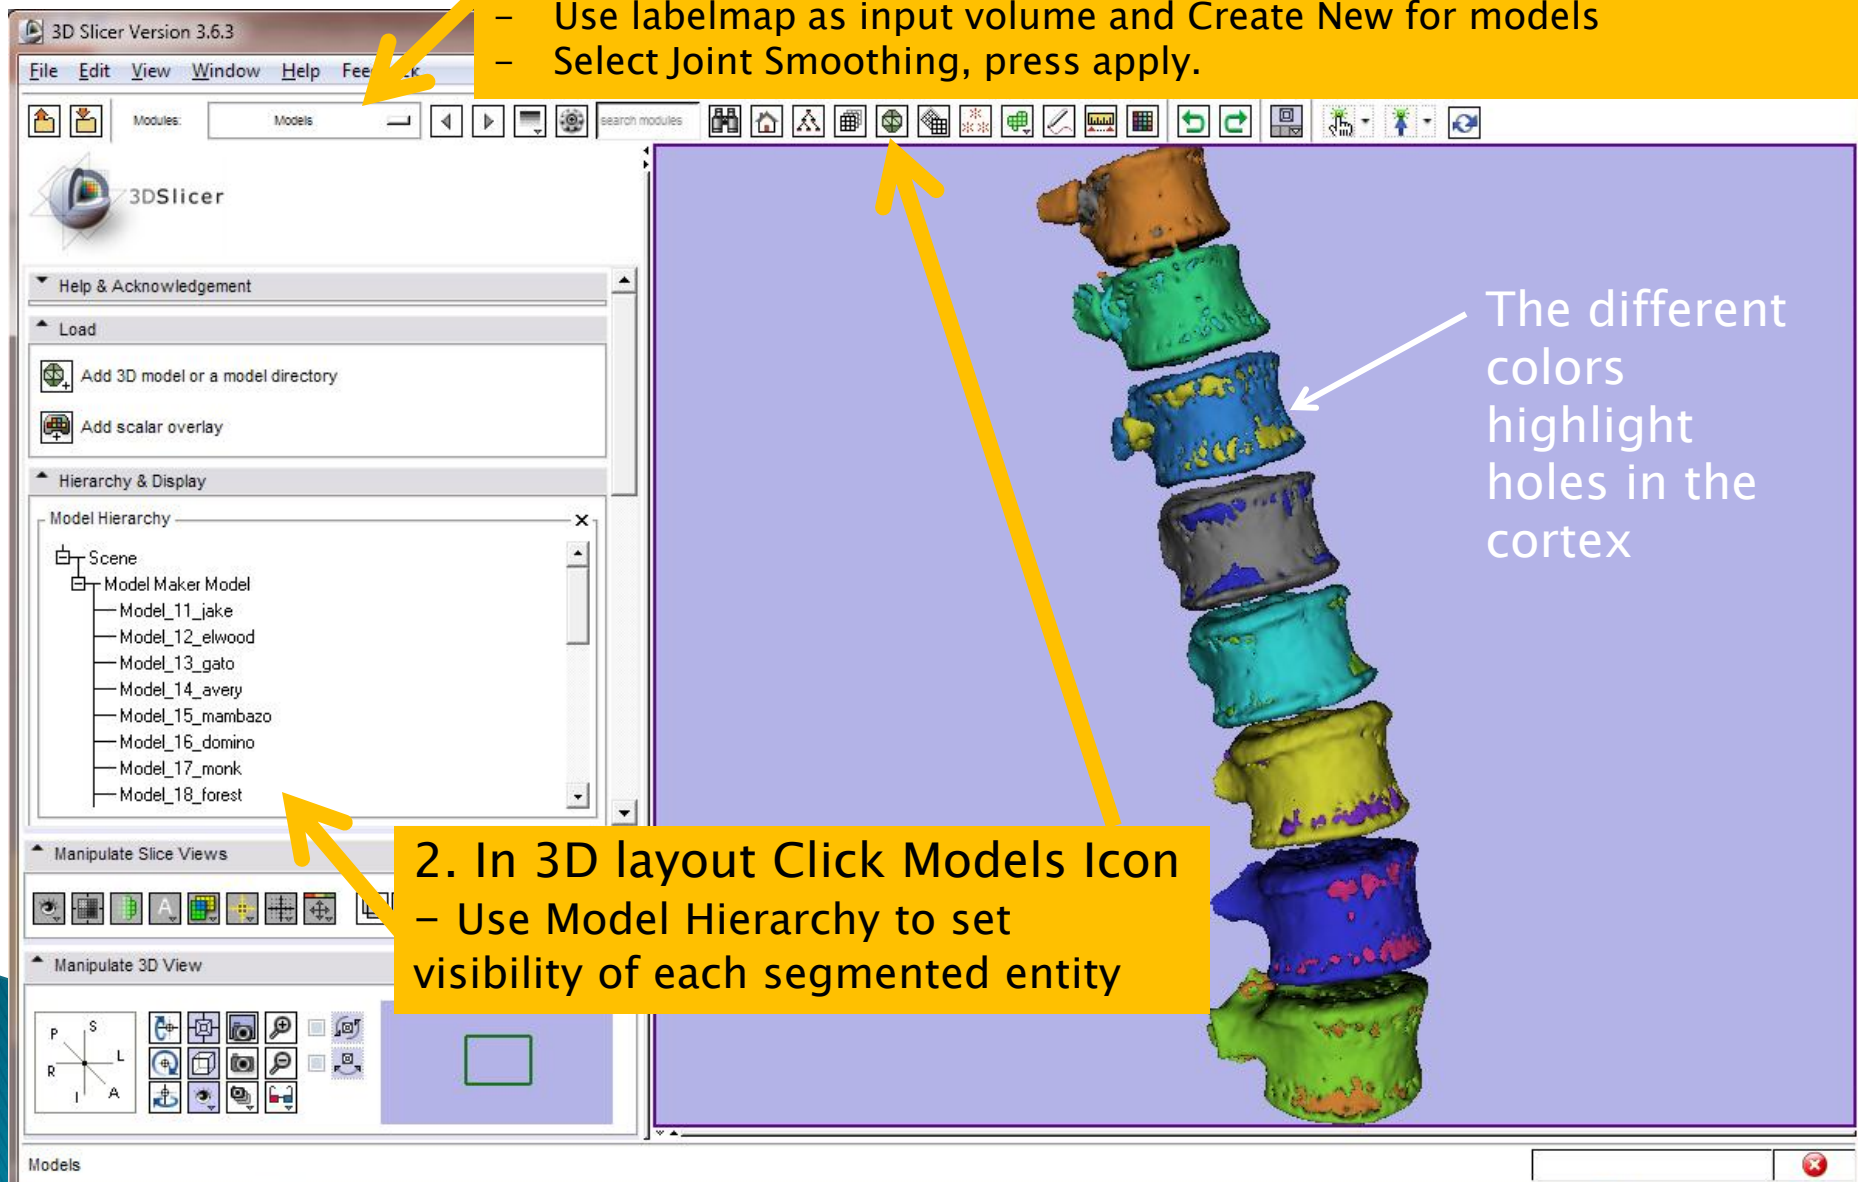 – Use labelmap as input volume and Create New for models
– Select Joint Smoothing, press apply.
3D Slicer Version 3.6.3
File Edit View Window Help
Modules: Models search modules
3DSlicer
Help & Acknowledgement
Load
Add 3D model or a model directory
Add scalar overlay
Hierarchy & Display
Model Hierarchy
Scene
Model Maker Model
Model_11_jake
Model_12_elwood
Model_13_gato
Model_14_avery
Model_15_mambazo
Model_16_domino
Model_17_monk
Model_18_forest
The different
colors
highlight
holes in the
cortex
2. In 3D layout Click Models Icon
– Use Model Hierarchy to set
visibility of each segmented entity
Manipulate Slice Views
A
Manipulate 3D View
P S
L
R
I A
Models